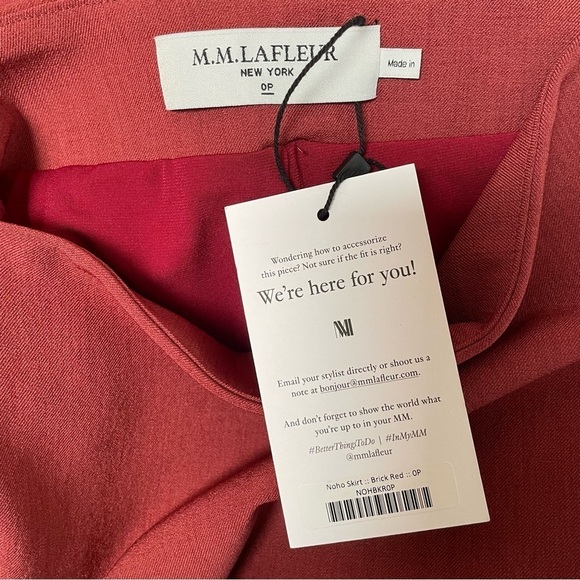 M.M.LAFLEUR
NEW YORK
0P
Made in
Wondering how to accessorize
this piece? Not sure if the fit is right?
We're here for you!
MM
Email your stylist directly or shoot us a
note at bonjour@mmlafleur.com.
And don't forget to show the world what
you're up to in your MM.
#BetterThingsToDo | #InMyMM
@mmlafleur
Noho Skirt :: Brick Red :: 0P
NOHBKR0P